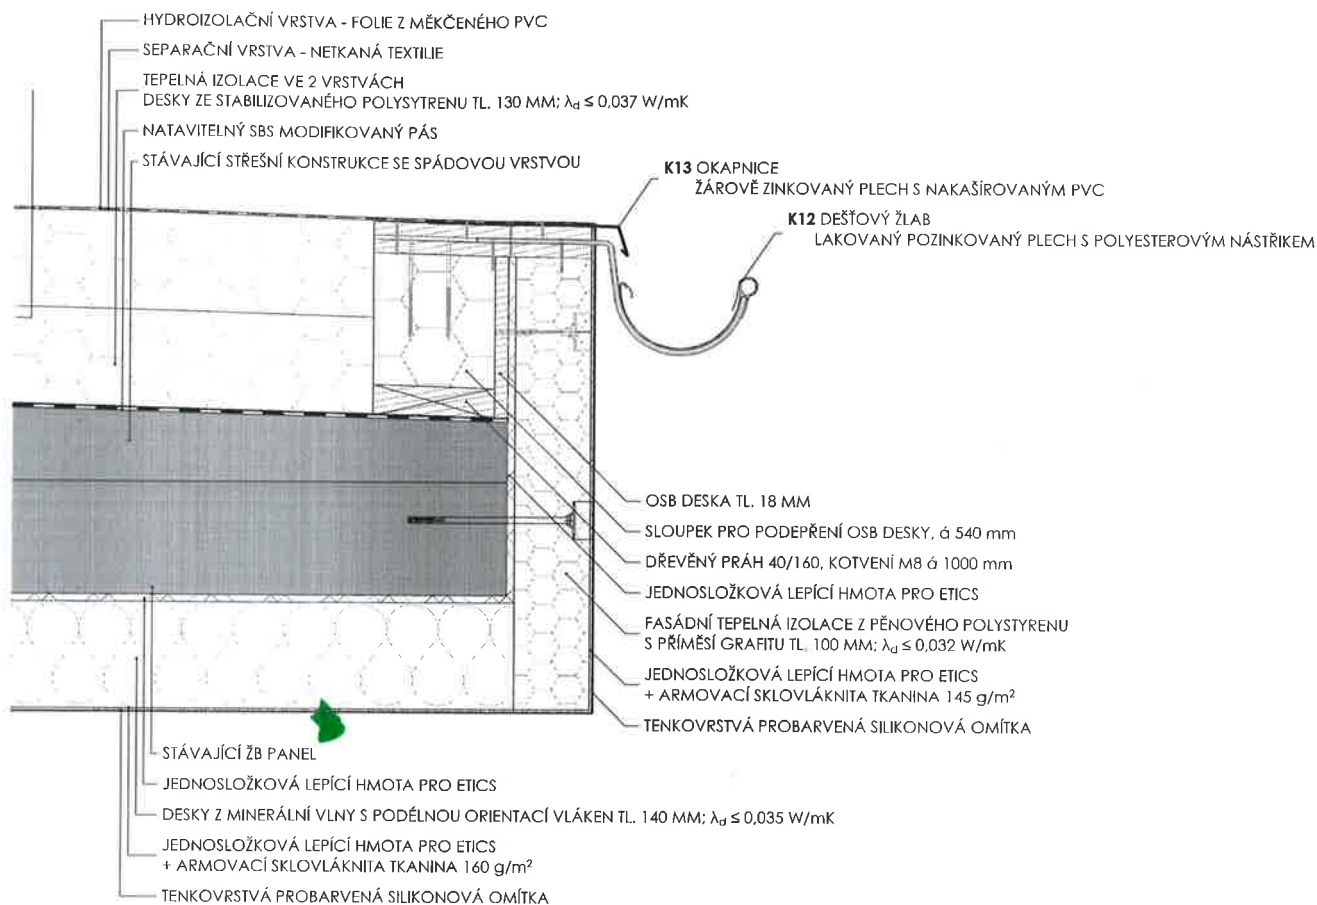 HYDROIZOLAČNÍ VRSTVA - FOLIE Z MĚKČENÉHO PVC
SEPARAČNÍ VRSTVA - NETKANÁ TEXTILIE
TEPELNÁ IZOLACE VE 2 VRSTVÁCH
DESKY ZE STABILIZOVANÉHO POLYSYTRENU TL. 130 MM; λd ≤ 0,037 W/mK
NATAVITELNÝ SBS MODIFIKOVANÝ PÁS
STÁVAJÍCÍ STŘEŠNÍ KONSTRUKCE SE SPÁDOVOU VRSTVOU
K13 OKAPNICE
ŽÁROVĚ ZINKOVANÝ PLECH S NAKAŠÍROVANÝM PVC
K12 DEŠŤOVÝ ŽLAB
LAKOVANÝ POZINKOVANÝ PLECH S POLYESTEROVÝM NÁSTŘIKEM
OSB DESKA TL. 18 MM
SLOUPEK PRO PODEPŘENÍ OSB DESKY, á 540 mm
DŘEVĚNÝ PRÁH 40/160, KOTVENÍ M8 á 1000 mm
JEDNOSLOŽKOVÁ LEPÍCÍ HMOTA PRO ETICS
FASÁDNÍ TEPELNÁ IZOLACE Z PĚNOVÉHO POLYSTYRENU
S PŘÍMĚSÍ GRAFITU TL. 100 MM; λd ≤ 0,032 W/mK
JEDNOSLOŽKOVÁ LEPÍCÍ HMOTA PRO ETICS
+ ARMOVACÍ SKLOVLÁKNITA TKANINA 145 g/m²
TENKOVRSTVÁ PROBARVENÁ SILIKONOVÁ OMÍTKA
STÁVAJÍCÍ ŽB PANEL
JEDNOSLOŽKOVÁ LEPÍCÍ HMOTA PRO ETICS
DESKY Z MINERÁLNÍ VLNY S PODÉLNOU ORIENTACÍ VLÁKEN TL. 140 MM; λd ≤ 0,035 W/mK
JEDNOSLOŽKOVÁ LEPÍCÍ HMOTA PRO ETICS
+ ARMOVACÍ SKLOVLÁKNITA TKANINA 160 g/m²
TENKOVRSTVÁ PROBARVENÁ SILIKONOVÁ OMÍTKA